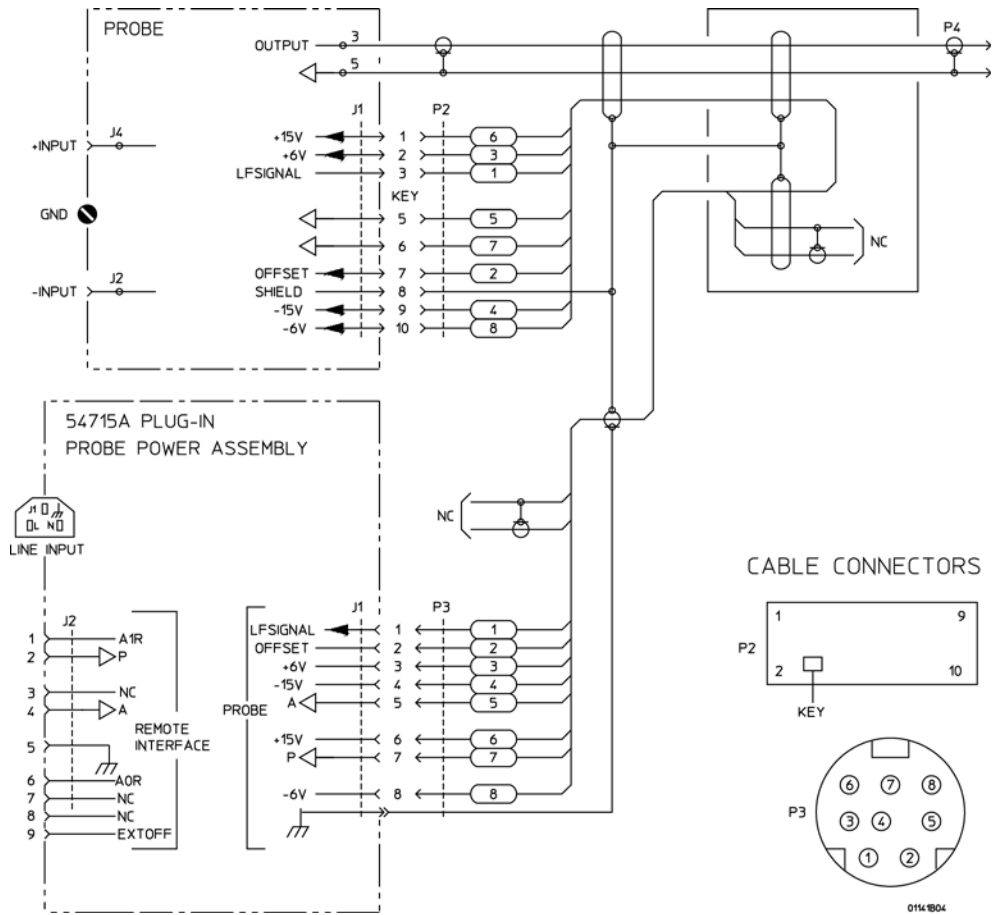 PROBE
OUTPUT 3
5
P4
J1 P2
+INPUT J4
+15V 1 6
+6V 2 3
LFSIGNAL 3 1
KEY
GND
5 5
6 7
NC
-INPUT J2
OFFSET 7 2
SHIELD 8
-15V 9 4
-6V 10 8
54715A PLUG-IN
PROBE POWER ASSEMBLY
J1
L N
LINE INPUT
NC
CABLE CONNECTORS
1 9
P2
2 10
KEY
J2
1 A1R
2 P
3 NC
4 A
5
6 A0R
7 NC
8 NC
9 EXTOFF
REMOTE
INTERFACE
PROBE
J1 P3
LFSIGNAL 1 1
OFFSET 2 2
+6V 3 3
-15V 4 4
A 5 5
+15V 6 6
P 7 7
-6V 8 8
6 7 8
P3
3 4 5
1 2
01141B04